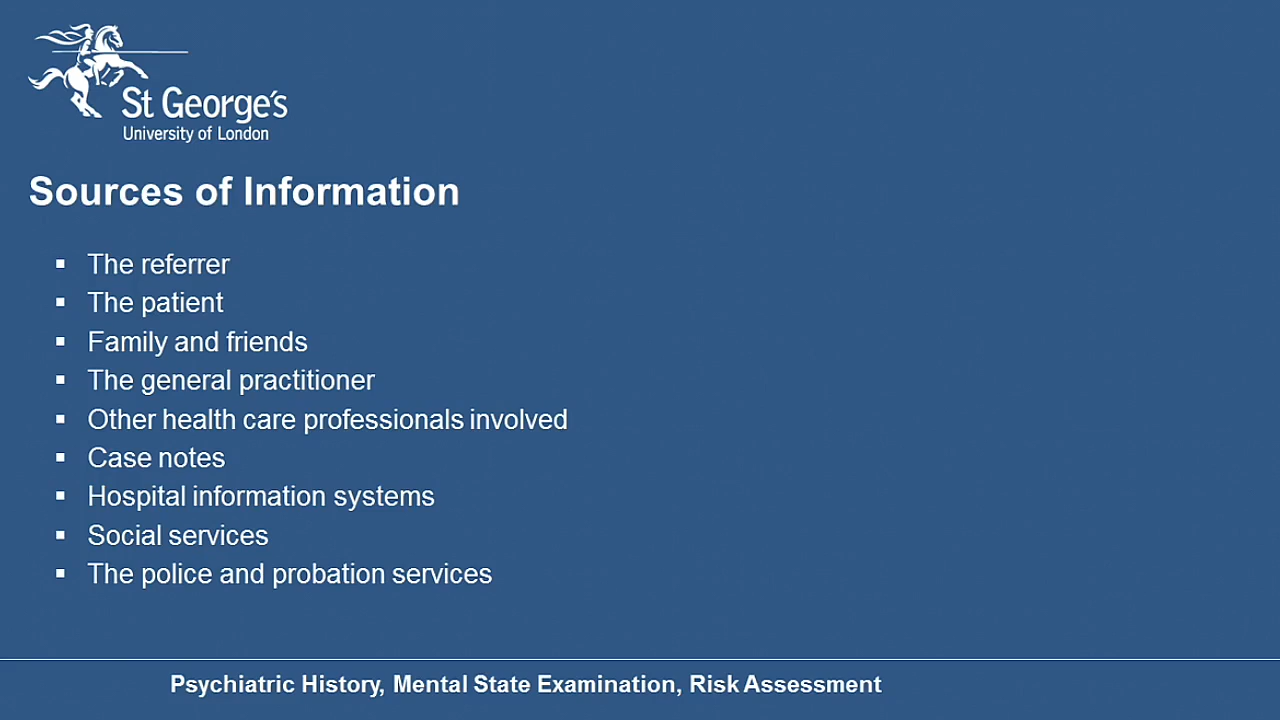 St George's
University of London
Sources of Information
▪ The referrer
▪ The patient
▪ Family and friends
▪ The general practitioner
▪ Other health care professionals involved
▪ Case notes
▪ Hospital information systems
▪ Social services
▪ The police and probation services
Psychiatric History, Mental State Examination, Risk Assessment